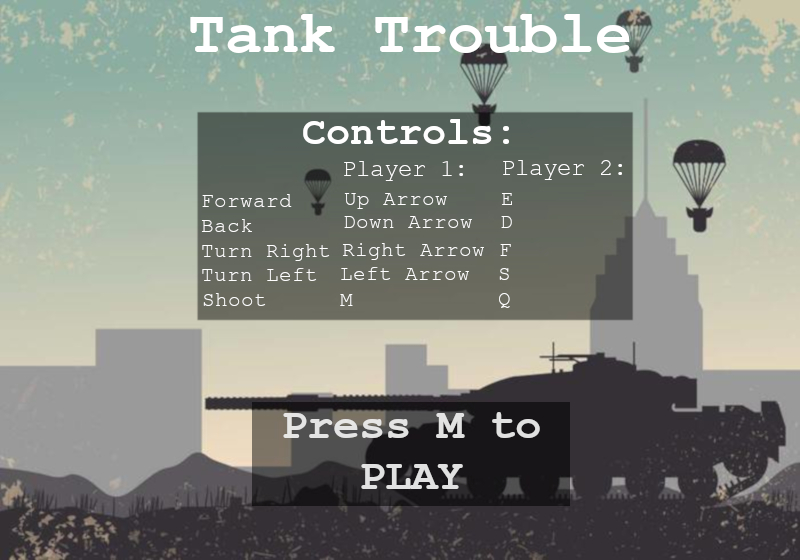 Tank Trouble
Controls:
Player 1: Player 2:
Forward Up Arrow E
Back Down Arrow D
Turn Right Right Arrow F
Turn Left Left Arrow S
Shoot M Q
Press M to
PLAY